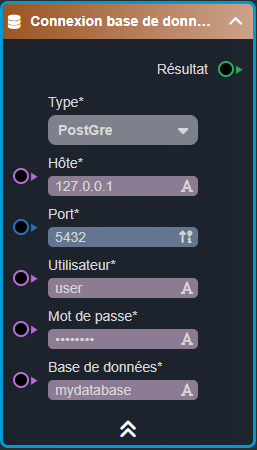 Connexion base de donn...
Résultat
Type*
PostGre
Hôte*
127.0.0.1
Port*
5432
Utilisateur*
user
Mot de passe*
••••••••
Base de données*
mydatabase